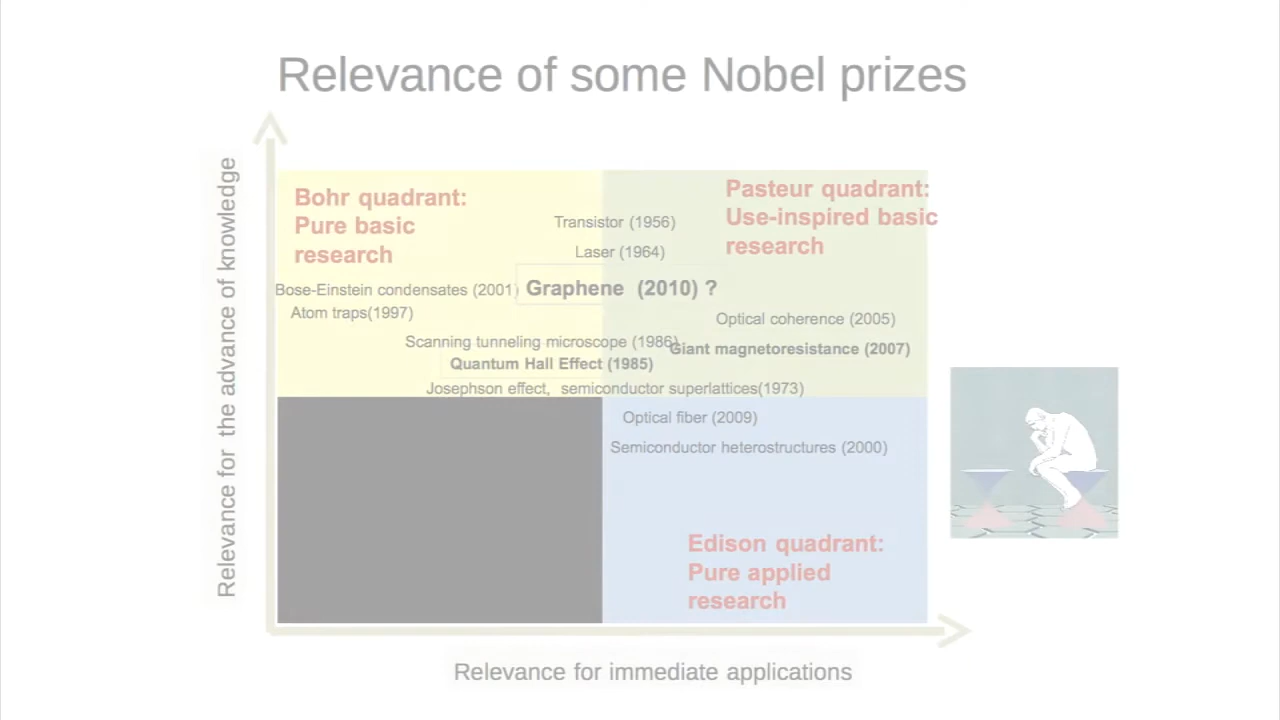 Relevance of some Nobel prizes
Relevance for the advance of knowledge
Bohr quadrant:
Pure basic
research
Pasteur quadrant:
Use-inspired basic
research
Transistor (1956)
Laser (1964)
Bose-Einstein condensates (2001)
Graphene (2010) ?
Atom traps(1997)
Optical coherence (2005)
Scanning tunneling microscope (1986)
Giant magnetoresistance (2007)
Quantum Hall Effect (1985)
Josephson effect, semiconductor superlattices(1973)
Optical fiber (2009)
Semiconductor heterostructures (2000)
Edison quadrant:
Pure applied
research
Relevance for immediate applications